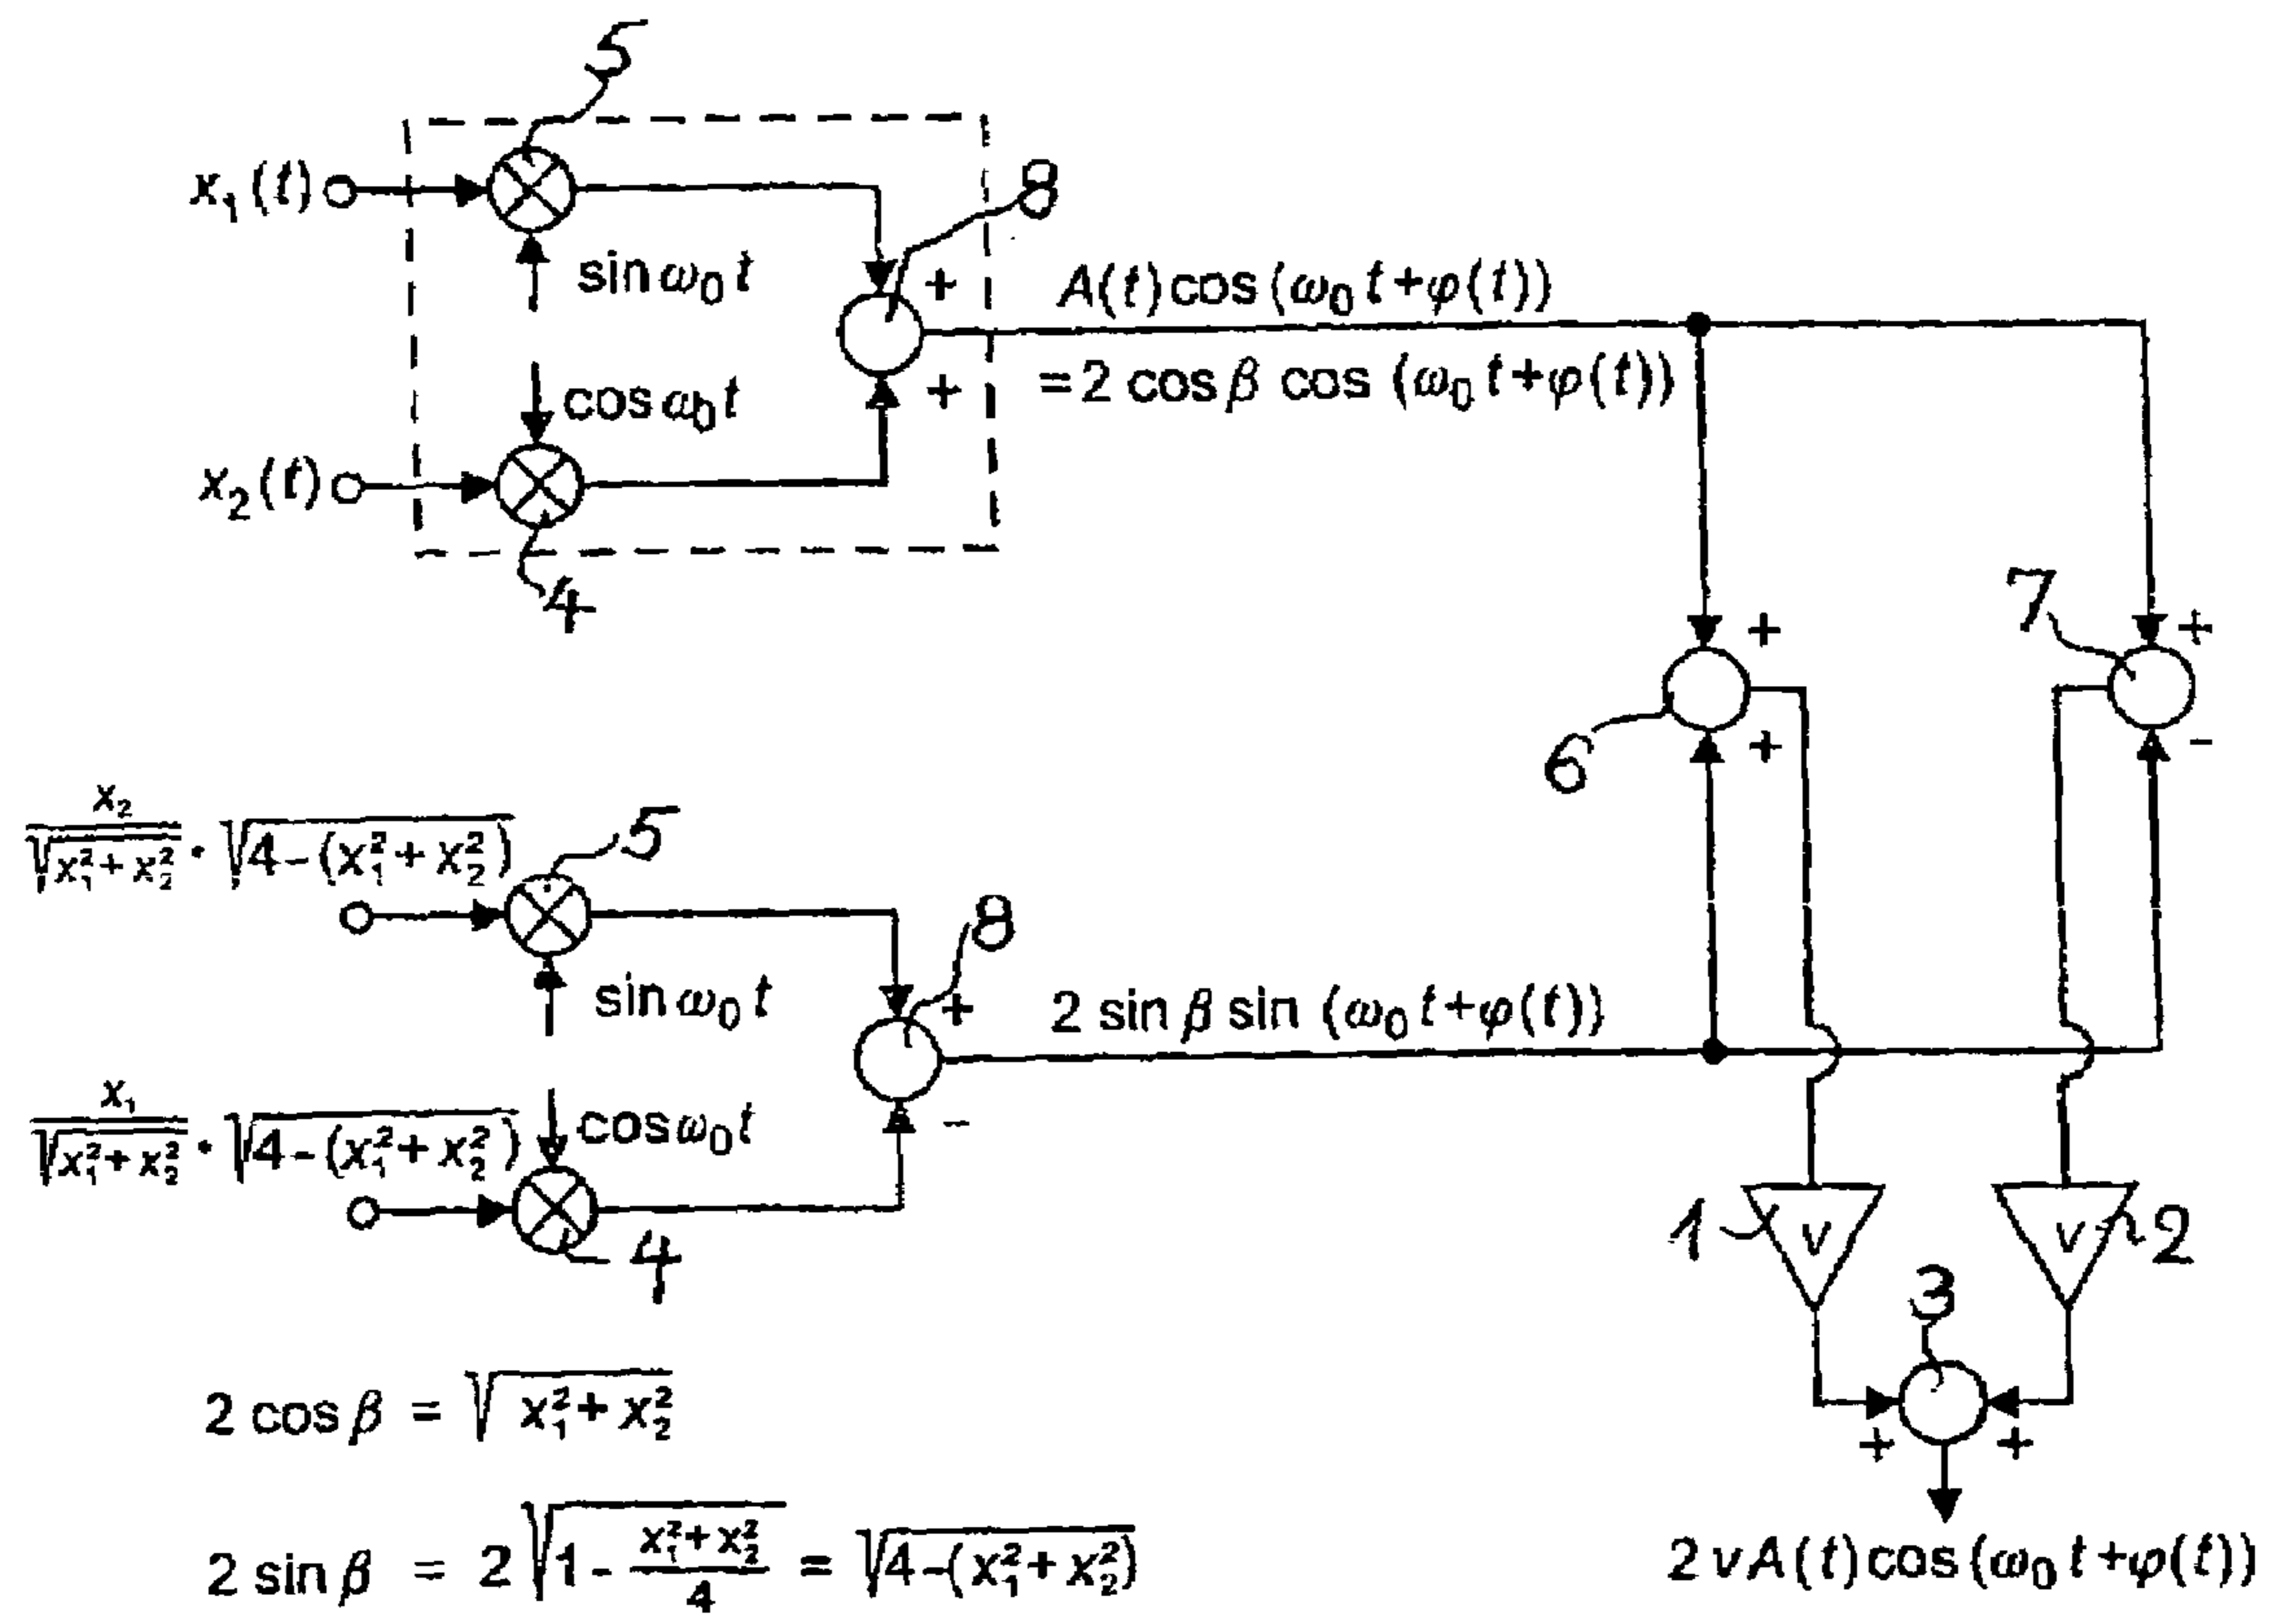 5
x₁(t)
8
sin ω₀ t
+
A(t) cos (ω₀ t+φ(t))
cos ω₀ t
+
= 2 cos β cos (ω₀ t+φ(t))
x₂(t)
4
7
+
+
6
+
-
x₂ / √(x₁² + x₂²) · √(4-(x₁² + x₂²))
5
8
sin ω₀ t
+
2 sin β sin (ω₀ t+φ(t))
x₁ / √(x₁² + x₂²) · √(4-(x₁² + x₂²))
cos ω₀ t
-
4
1
v
v
2
3
2 cos β = √(x₁² + x₂²)
+
+
2 sin β = 2 √(1 - (x₁² + x₂²) / 4) = √(4-(x₁² + x₂²))
2 v A(t) cos (ω₀ t+φ(t))